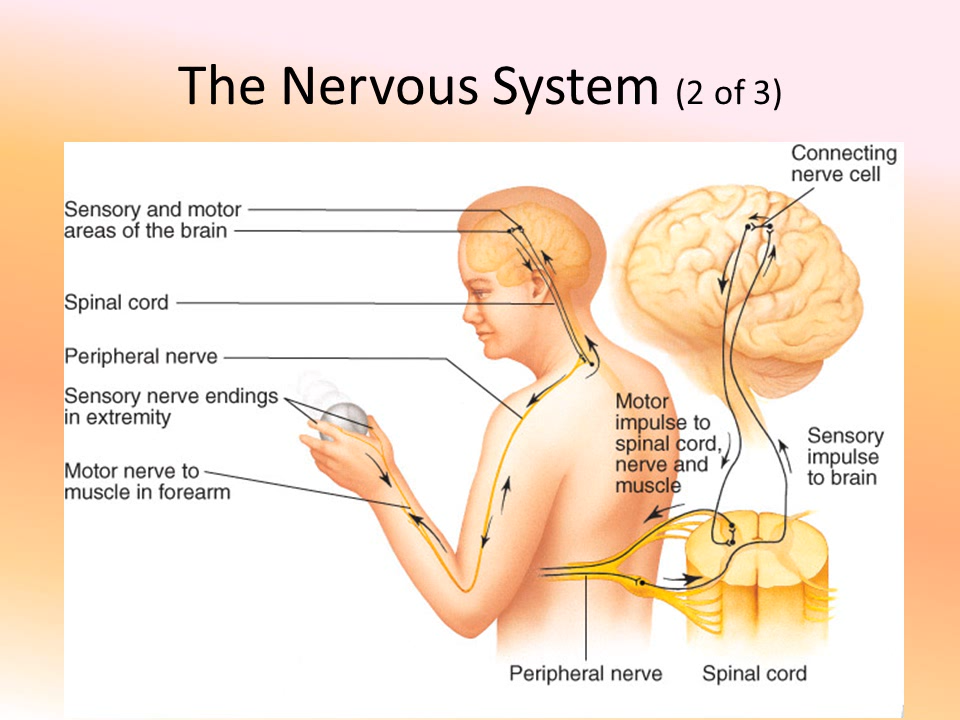 The Nervous System (2 of 3)
Connecting
nerve cell
Sensory and motor
areas of the brain
Spinal cord
Peripheral nerve
Sensory nerve endings
in extremity
Motor nerve to
muscle in forearm
Motor
impulse to
spinal cord,
nerve and
muscle
Sensory
impulse
to brain
Peripheral nerve
Spinal cord